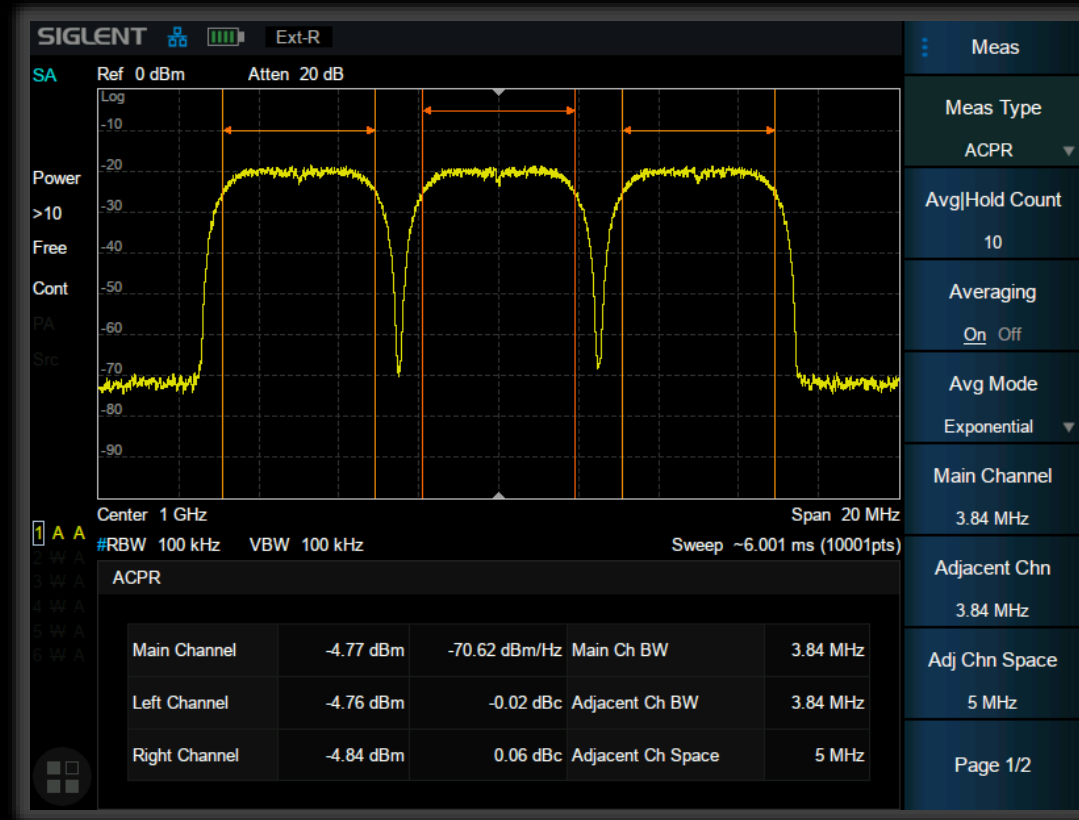 SIGLENT Ext-R
SA Ref 0 dBm Atten 20 dB
Log
-10
-20
-30
-40
-50
-60
-70
-80
-90
Power
>10
Free
Cont
PA
Src
Center 1 GHz Span 20 MHz
#RBW 100 kHz VBW 100 kHz Sweep ~6.001 ms (10001pts)
1 A A
2 W A
3 W A
4 W A
5 W A
6 W A
ACPR
Main Channel -4.77 dBm -70.62 dBm/Hz Main Ch BW 3.84 MHz
Left Channel -4.76 dBm -0.02 dBc Adjacent Ch BW 3.84 MHz
Right Channel -4.84 dBm 0.06 dBc Adjacent Ch Space 5 MHz
Meas
Meas Type
ACPR
Avg|Hold Count
10
Averaging
On Off
Avg Mode
Exponential
Main Channel
3.84 MHz
Adjacent Chn
3.84 MHz
Adj Chn Space
5 MHz
Page 1/2